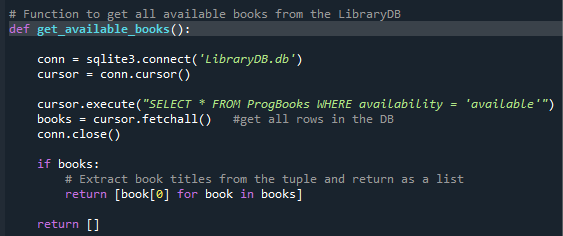 # Function to get all available books from the LibraryDB
def get_available_books():
conn = sqlite3.connect('LibraryDB.db')
cursor = conn.cursor()
cursor.execute("SELECT * FROM ProgBooks WHERE availability = 'available'")
books = cursor.fetchall()   #get all rows in the DB
conn.close()
if books:
# Extract book titles from the tuple and return as a list
return [book[0] for book in books]
return []